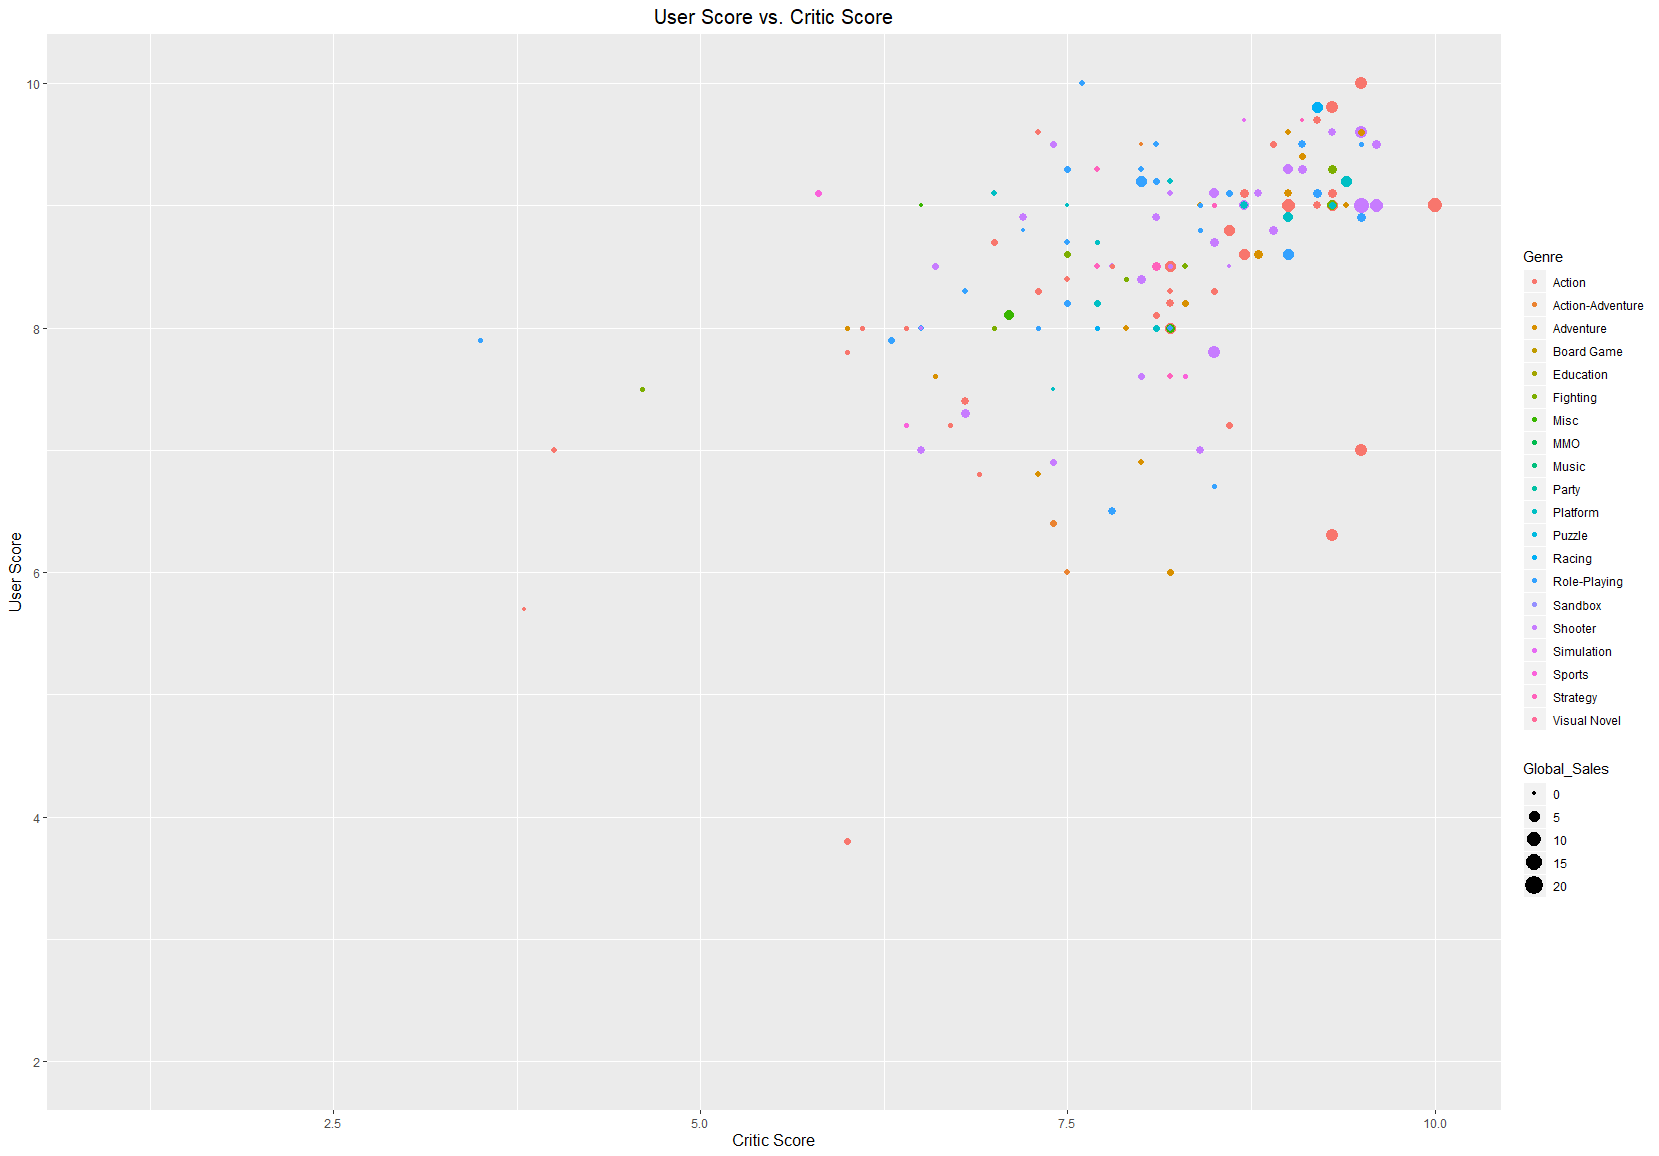 User Score vs. Critic Score
User Score
10
8
6
4
2
2.5
5.0
7.5
10.0
Critic Score
Genre
Action
Action-Adventure
Adventure
Board Game
Education
Fighting
Misc
MMO
Music
Party
Platform
Puzzle
Racing
Role-Playing
Sandbox
Shooter
Simulation
Sports
Strategy
Visual Novel
Global_Sales
0
5
10
15
20